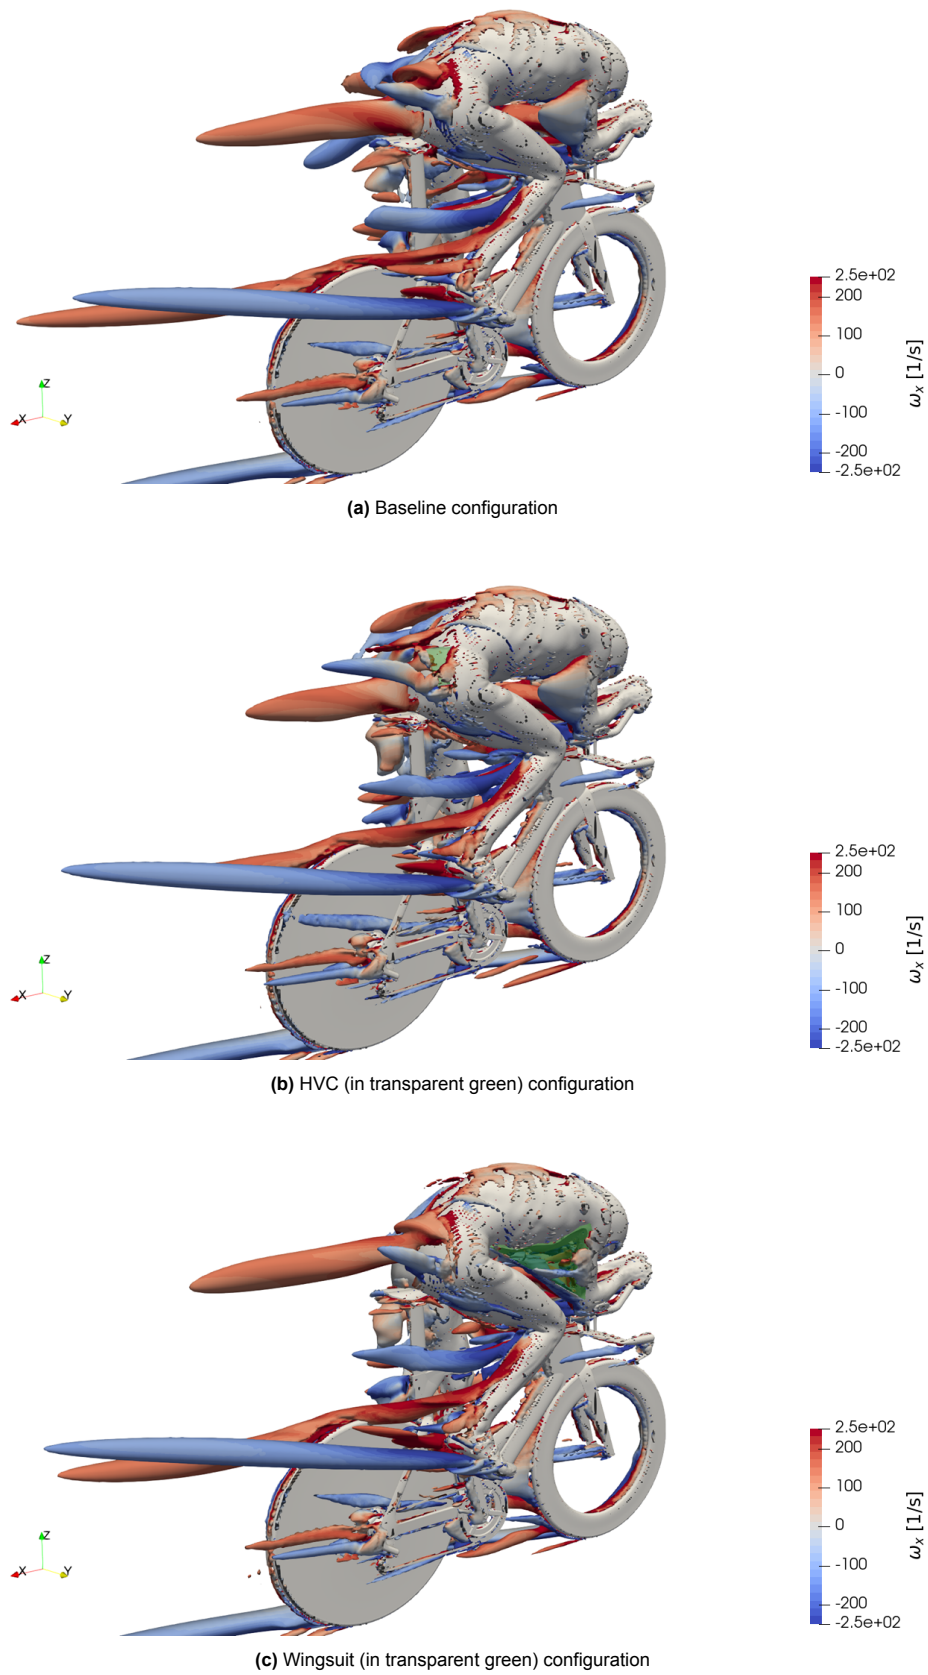 2.5e+02
200
100
0
-100
-200
-2.5e+02
ωx [1/s]
Z
X
Y
(a) Baseline configuration
2.5e+02
200
100
0
-100
-200
-2.5e+02
ωx [1/s]
Z
X
Y
(b) HVC (in transparent green) configuration
2.5e+02
200
100
0
-100
-200
-2.5e+02
ωx [1/s]
Z
X
Y
(c) Wingsuit (in transparent green) configuration